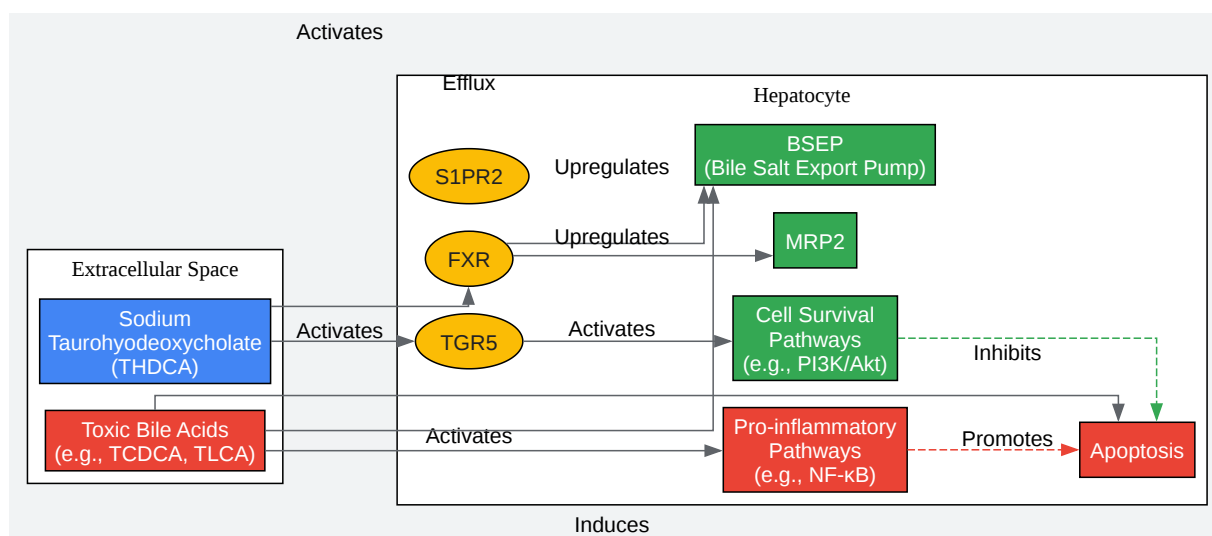 Activates
Efflux
Hepatocyte
BSEP
(Bile Salt Export Pump)
S1PR2
Upregulates
FXR
Upregulates
MRP2
Extracellular Space
Sodium
Taurohyodeoxycholate
(THDCA)
Activates
TGR5
Activates
Cell Survival
Pathways
(e.g., PI3K/Akt)
Inhibits
Toxic Bile Acids
(e.g., TCDCA, TLCA)
Activates
Pro-inflammatory
Pathways
(e.g., NF-κB)
Promotes
Apoptosis
Induces